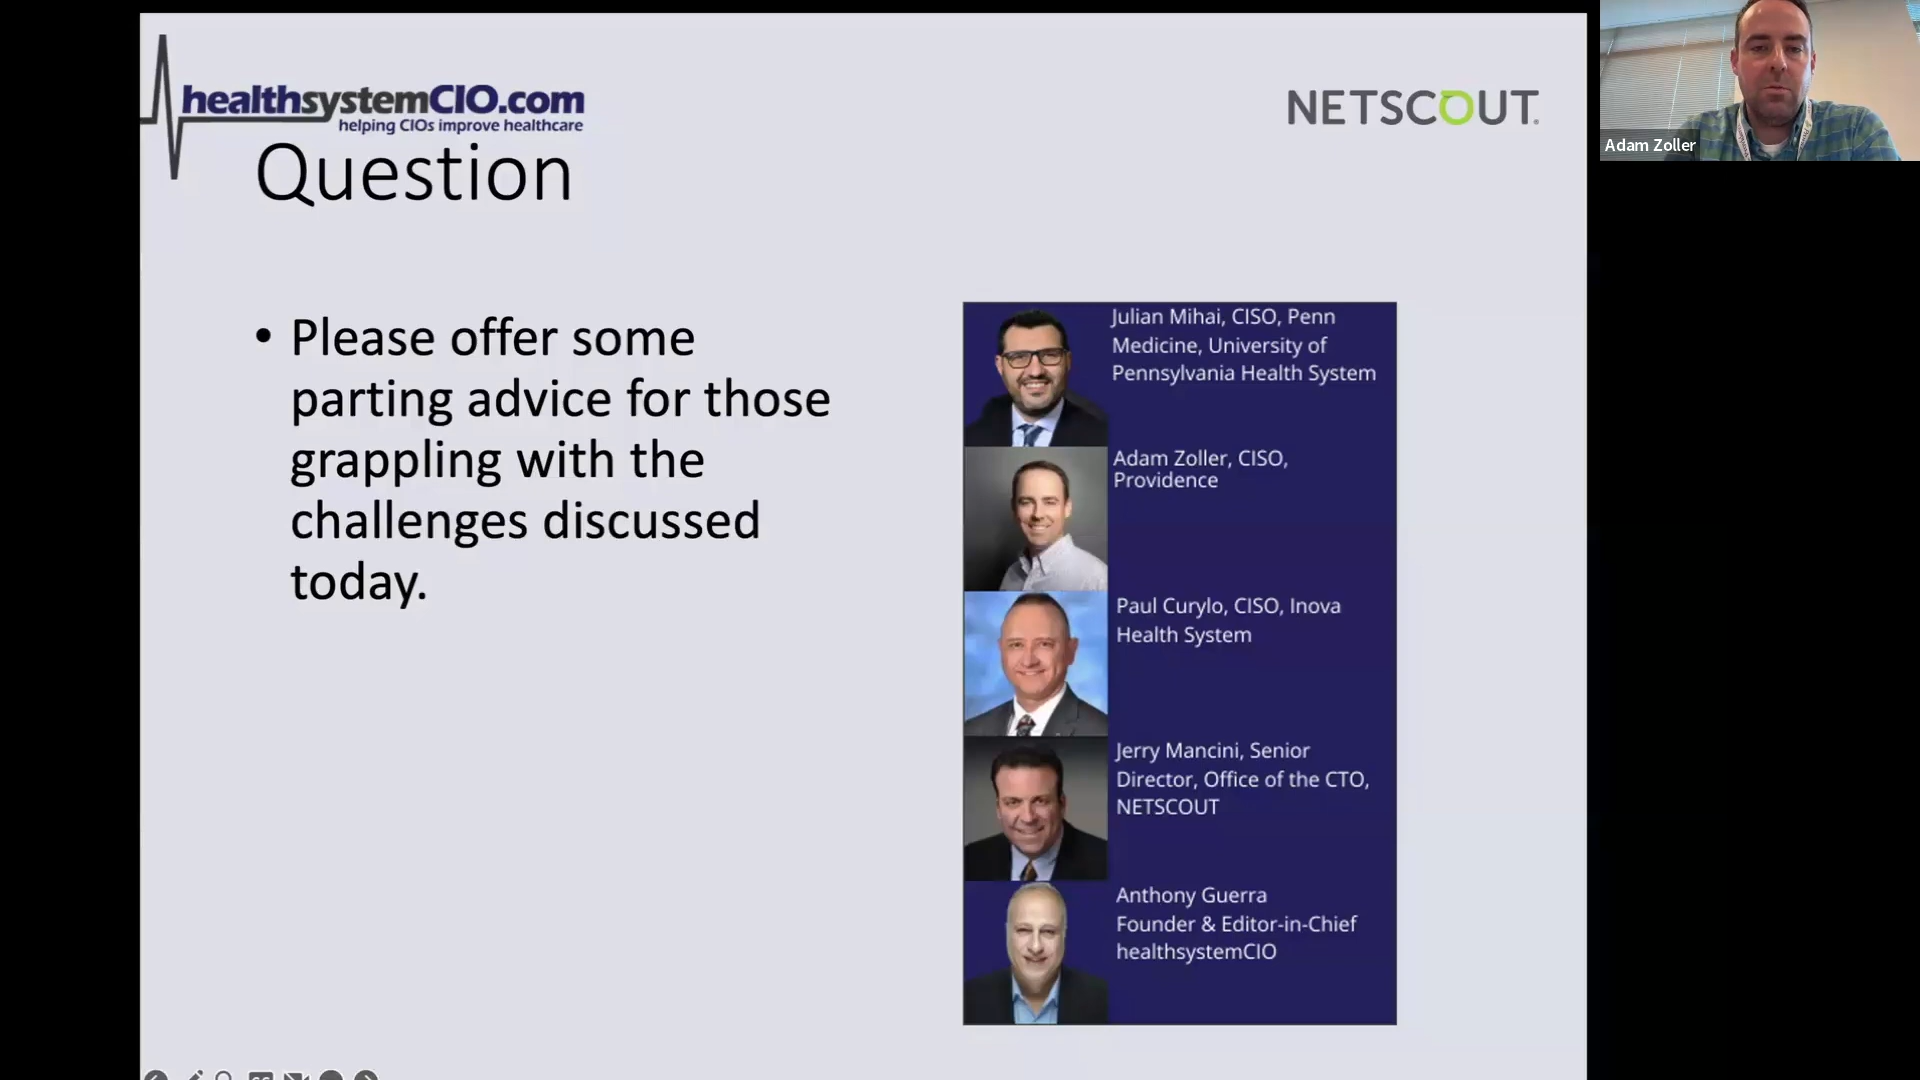 healthsystemCIO.com
helping CIOs improve healthcare
NETSCOUT.
Adam Zoller
Question
• Please offer some
parting advice for those
grappling with the
challenges discussed
today.
Julian Mihai, CISO, Penn
Medicine, University of
Pennsylvania Health System
Adam Zoller, CISO,
Providence
Paul Curylo, CISO, Inova
Health System
Jerry Mancini, Senior
Director, Office of the CTO,
NETSCOUT
Anthony Guerra
Founder & Editor-in-Chief
healthsystemCIO